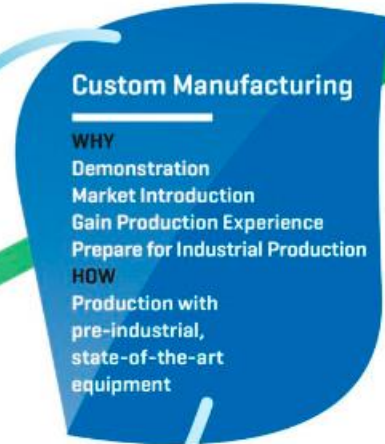 Custom Manufacturing
WHY
Demonstration
Market Introduction
Gain Production Experience
Prepare for Industrial Production
HOW
Production with
pre-industrial,
state-of-the-art
equipment